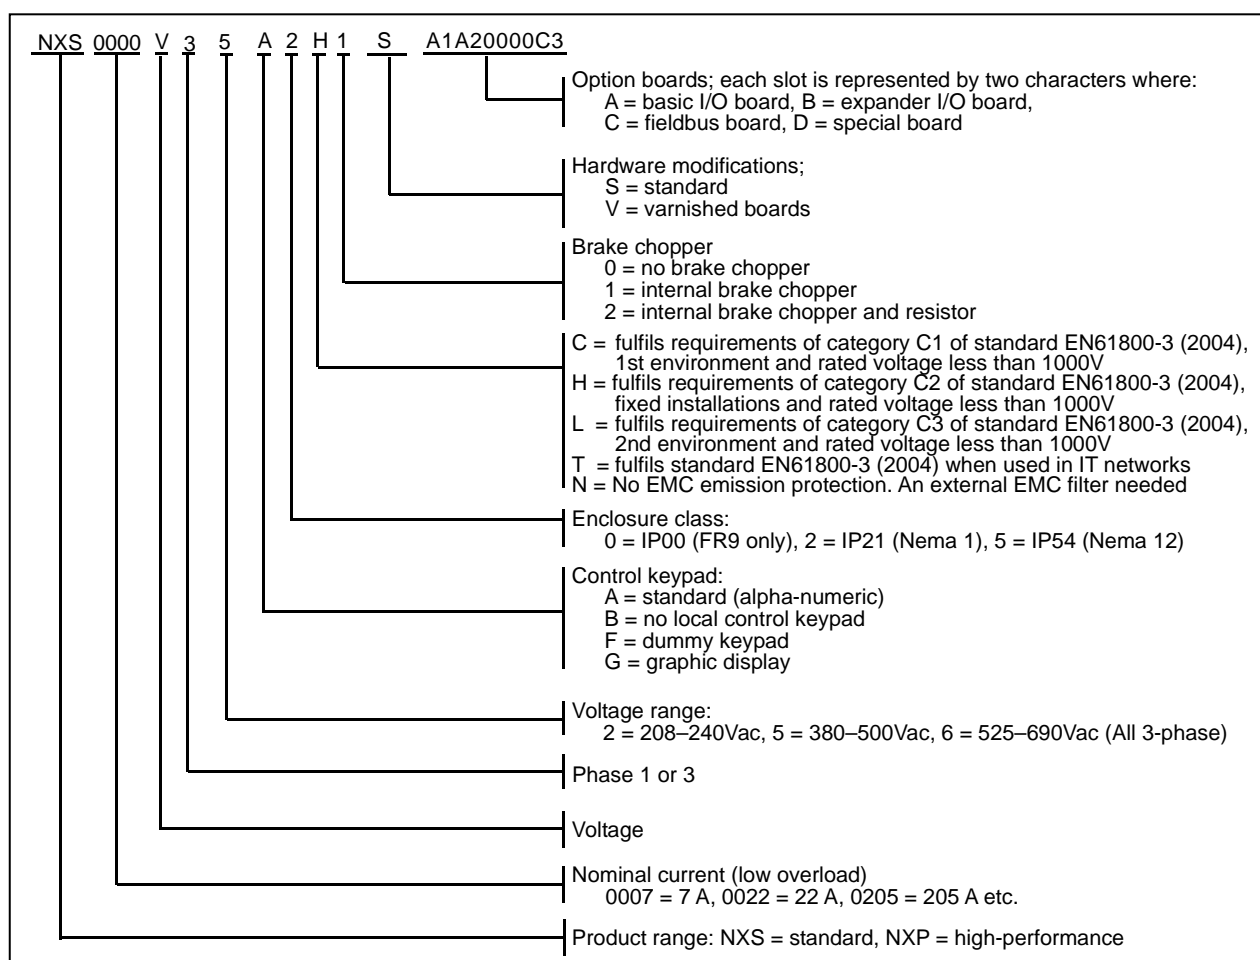 NXS 0000 V 3 5 A 2 H 1 S A1A20000C3
Option boards; each slot is represented by two characters where:
A = basic I/O board, B = expander I/O board,
C = fieldbus board, D = special board
Hardware modifications;
S = standard
V = varnished boards
Brake chopper
0 = no brake chopper
1 = internal brake chopper
2 = internal brake chopper and resistor
C = fulfils requirements of category C1 of standard EN61800-3 (2004),
1st environment and rated voltage less than 1000V
H = fulfils requirements of category C2 of standard EN61800-3 (2004),
fixed installations and rated voltage less than 1000V
L = fulfils requirements of category C3 of standard EN61800-3 (2004),
2nd environment and rated voltage less than 1000V
T = fulfils standard EN61800-3 (2004) when used in IT networks
N = No EMC emission protection. An external EMC filter needed
Enclosure class:
0 = IP00 (FR9 only), 2 = IP21 (Nema 1), 5 = IP54 (Nema 12)
Control keypad:
A = standard (alpha-numeric)
B = no local control keypad
F = dummy keypad
G = graphic display
Voltage range:
2 = 208–240Vac, 5 = 380–500Vac, 6 = 525–690Vac (All 3-phase)
Phase 1 or 3
Voltage
Nominal current (low overload)
0007 = 7 A, 0022 = 22 A, 0205 = 205 A etc.
Product range: NXS = standard, NXP = high-performance